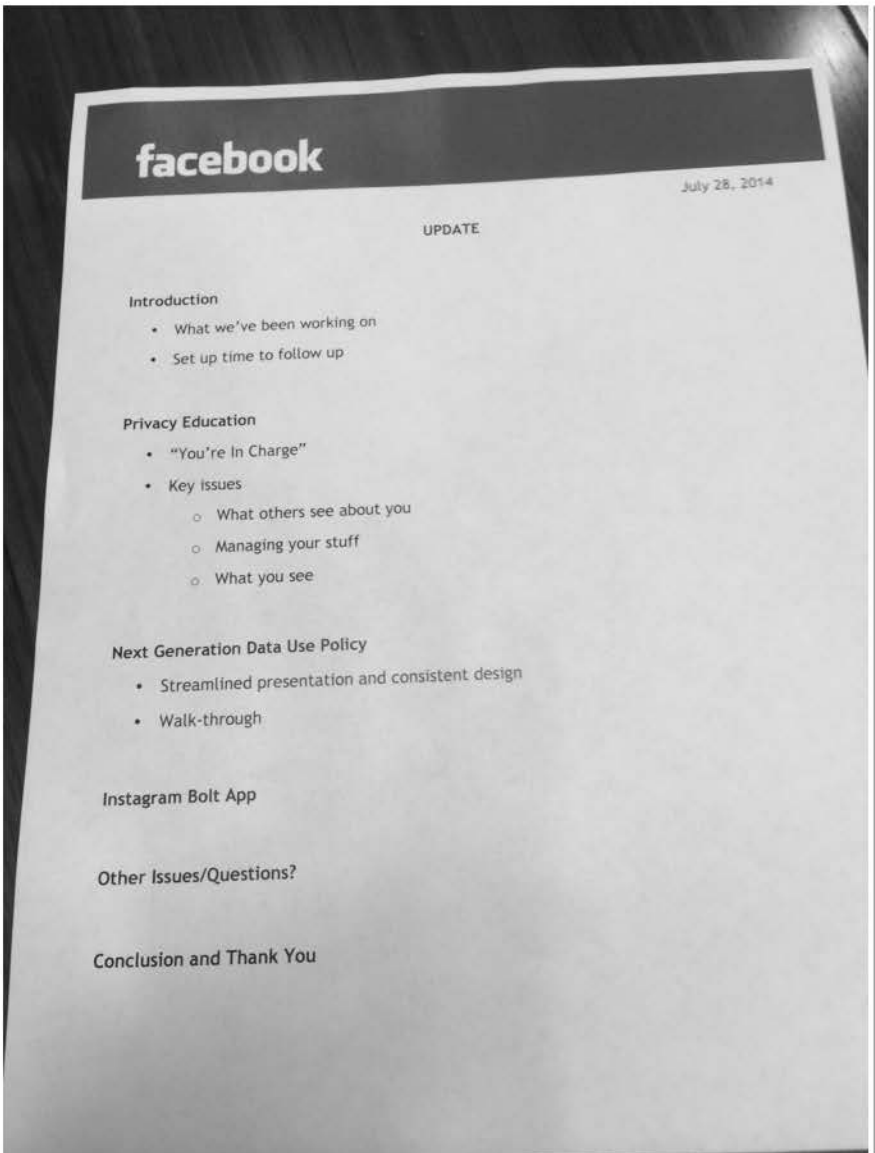 facebook
July 28, 2014
UPDATE
Introduction
• What we've been working on
• Set up time to follow up
Privacy Education
• "You're In Charge"
• Key issues
○ What others see about you
○ Managing your stuff
○ What you see
Next Generation Data Use Policy
• Streamlined presentation and consistent design
• Walk-through
Instagram Bolt App
Other Issues/Questions?
Conclusion and Thank You